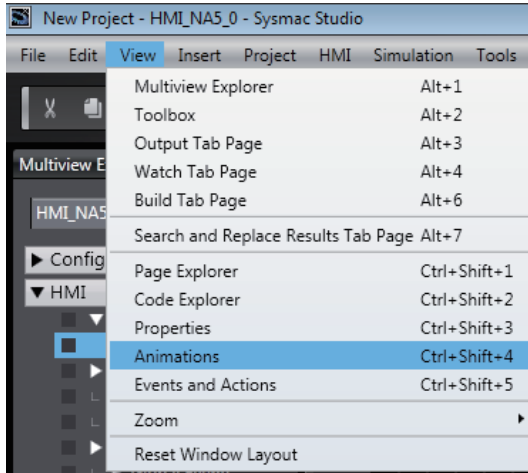 New Project - HMI_NA5_0 - Sysmac Studio
File Edit View Insert Project HMI Simulation Tools
Multiview Explorer Alt+1
Toolbox Alt+2
Output Tab Page Alt+3
Watch Tab Page Alt+4
Build Tab Page Alt+6
Search and Replace Results Tab Page Alt+7
Page Explorer Ctrl+Shift+1
Code Explorer Ctrl+Shift+2
Properties Ctrl+Shift+3
Animations Ctrl+Shift+4
Events and Actions Ctrl+Shift+5
Zoom
Reset Window Layout
Multiview E
HMI_NA5
Config
HMI